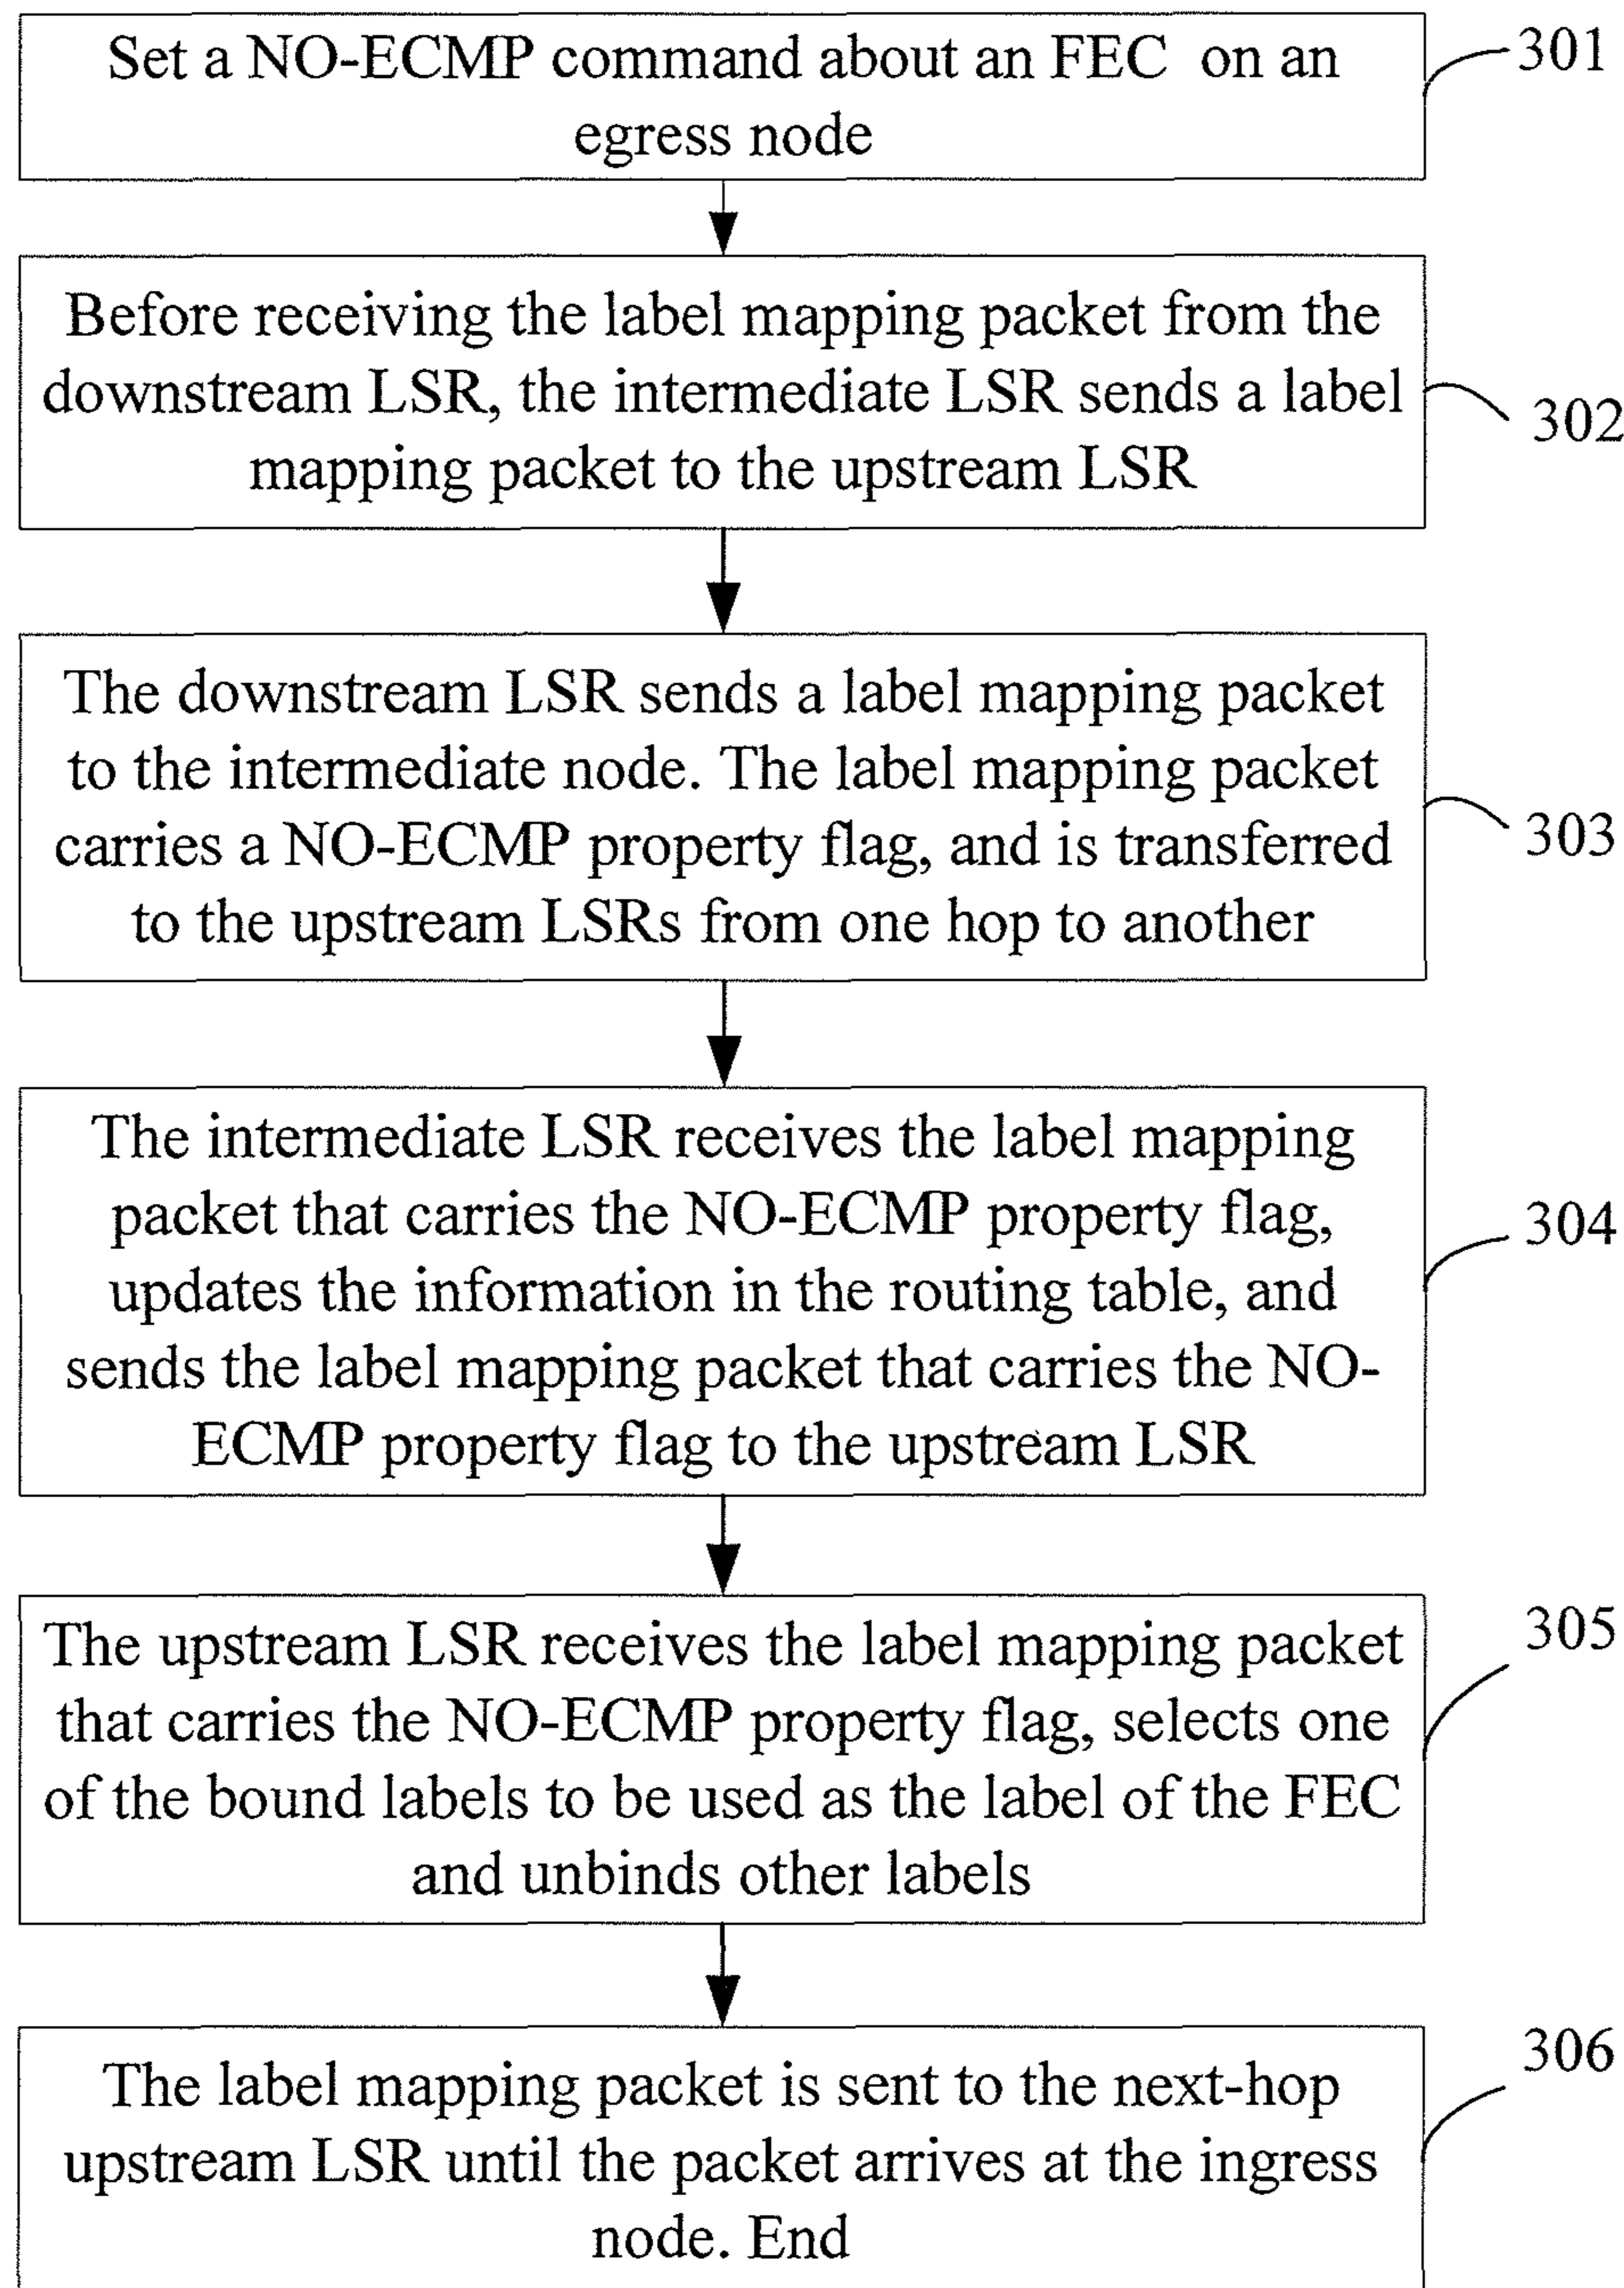 Set a NO-ECMP command about an FEC on an
egress node
301
Before receiving the label mapping packet from the
downstream LSR, the intermediate LSR sends a label
mapping packet to the upstream LSR
302
The downstream LSR sends a label mapping packet
to the intermediate node. The label mapping packet
carries a NO-ECMP property flag, and is transferred
to the upstream LSRs from one hop to another
303
The intermediate LSR receives the label mapping
packet that carries the NO-ECMP property flag,
updates the information in the routing table, and
sends the label mapping packet that carries the NO-
ECMP property flag to the upstream LSR
304
The upstream LSR receives the label mapping packet
that carries the NO-ECMP property flag, selects one
of the bound labels to be used as the label of the FEC
and unbinds other labels
305
The label mapping packet is sent to the next-hop
upstream LSR until the packet arrives at the ingress
node. End
306